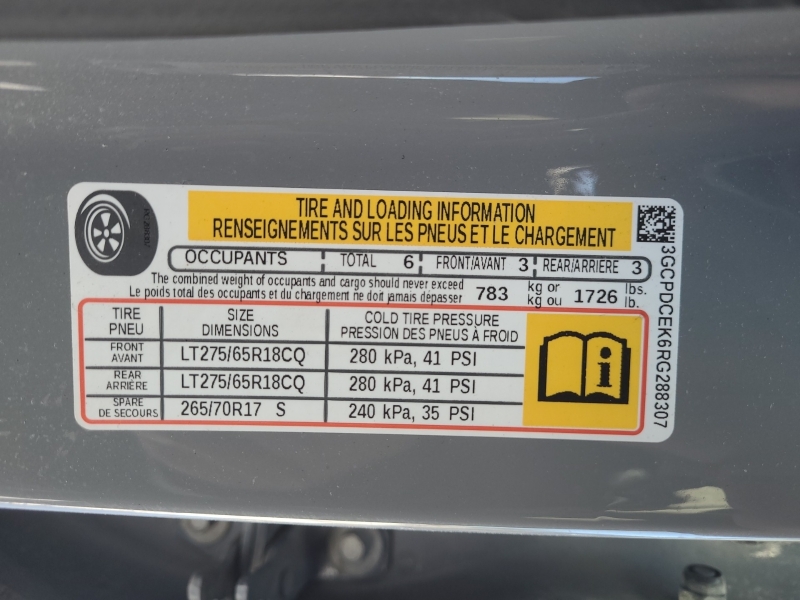 TIRE AND LOADING INFORMATION
RENSEIGNEMENTS SUR LES PNEUS ET LE CHARGEMENT
OCCUPANTS TOTAL 6 FRONT/AVANT 3 REAR/ARRIÈRE 3
The combined weight of occupants and cargo should never exceed 783 kg or 1726 lbs.
Le poids total des occupants et du chargement ne doit jamais dépasser kg ou lb.
TIRE PNEU SIZE DIMENSIONS COLD TIRE PRESSURE PRESSION DES PNEUS À FROID
FRONT AVANT LT275/65R18CQ 280 kPa, 41 PSI
REAR ARRIÈRE LT275/65R18CQ 280 kPa, 41 PSI
SPARE DE SECOURS 265/70R17 S 240 kPa, 35 PSI
3GCPDCEK6RG288307